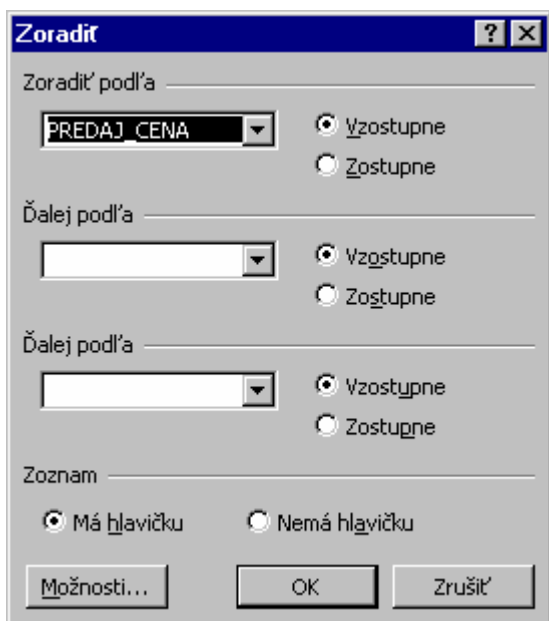 Zoradiť
Zoradiť podľa
PREDAJ_CENA
Vzostupne
Zostupne
Ďalej podľa
Vzostupne
Zostupne
Ďalej podľa
Vzostupne
Zostupne
Zoznam
Má hlavičku Nemá hlavičku
Možnosti... OK Zrušiť